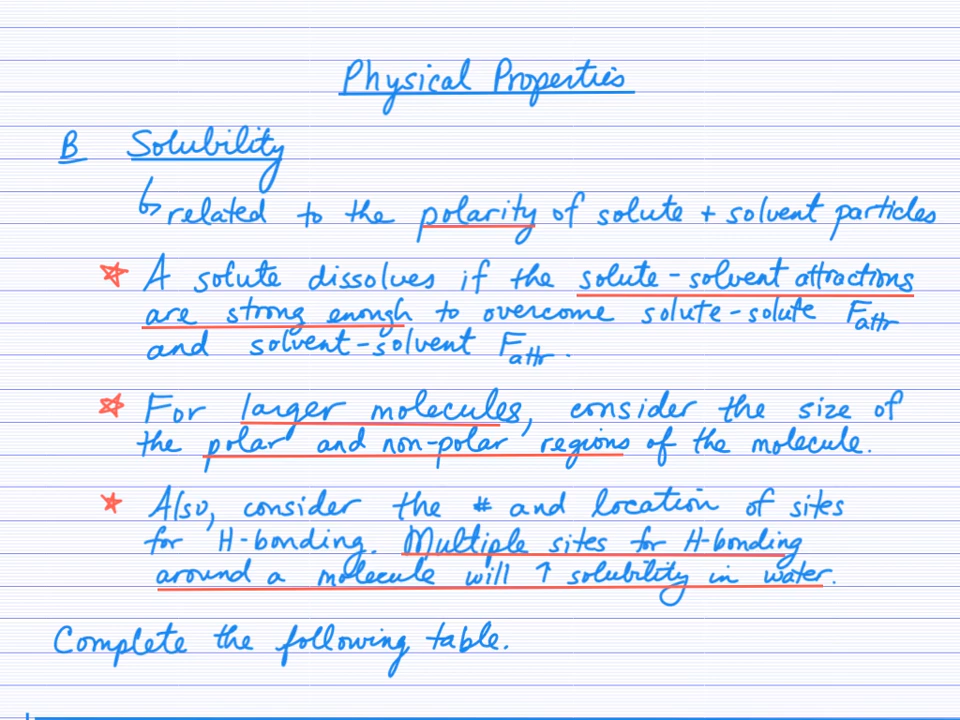 Physical Properties
B Solubility
↳ related to the polarity of solute + solvent particles
☆ A solute dissolves if the solute-solvent attractions
are strong enough to overcome solute-solute Fattr
and solvent-solvent Fattr.
☆ For larger molecules, consider the size of
the polar and non-polar regions of the molecule.
☆ Also, consider the # and location of sites
for H-bonding. Multiple sites for H-bonding
around a molecule will ↑ solubility in water.
Complete the following table.